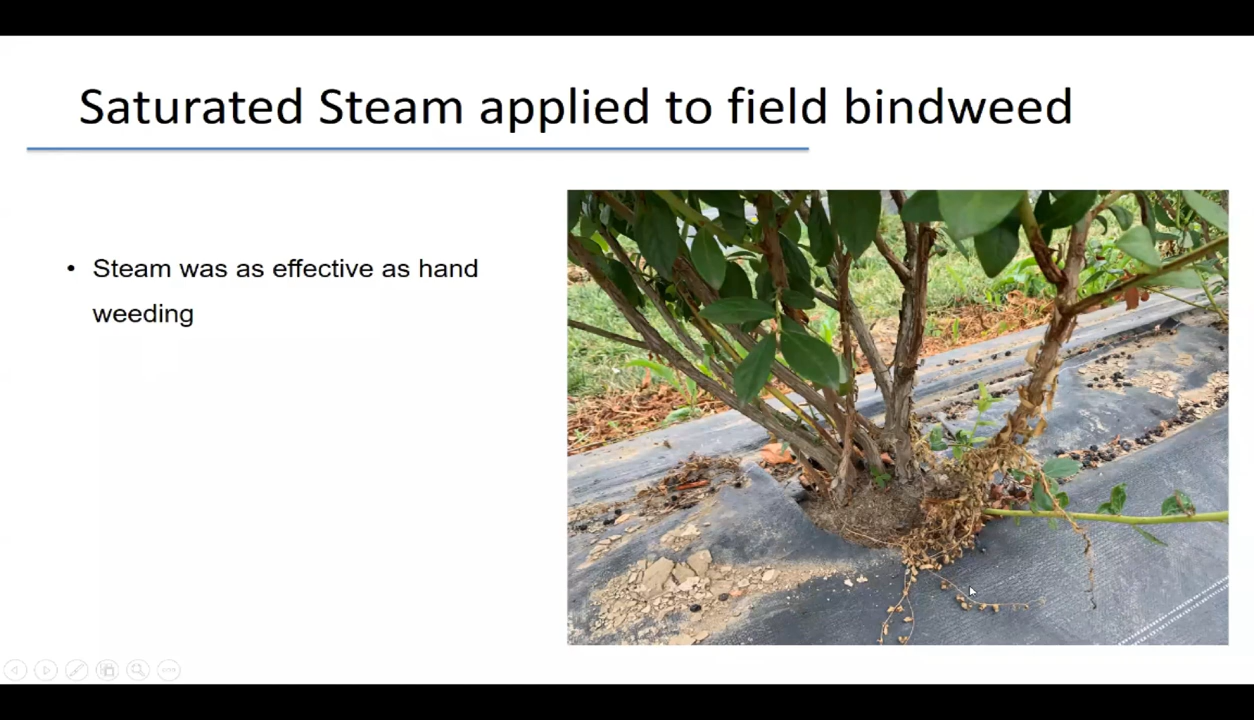 Saturated Steam applied to field bindweed
• Steam was as effective as hand
weeding